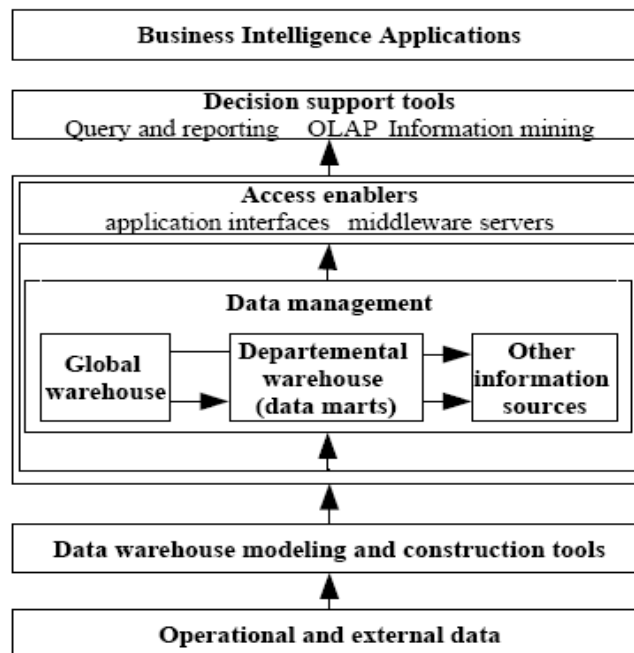 Business Intelligence Applications
Decision support tools
Query and reporting OLAP Information mining
Access enablers
application interfaces middleware servers
Data management
Global
warehouse
Departemental
warehouse
(data marts)
Other
information
sources
Data warehouse modeling and construction tools
Operational and external data